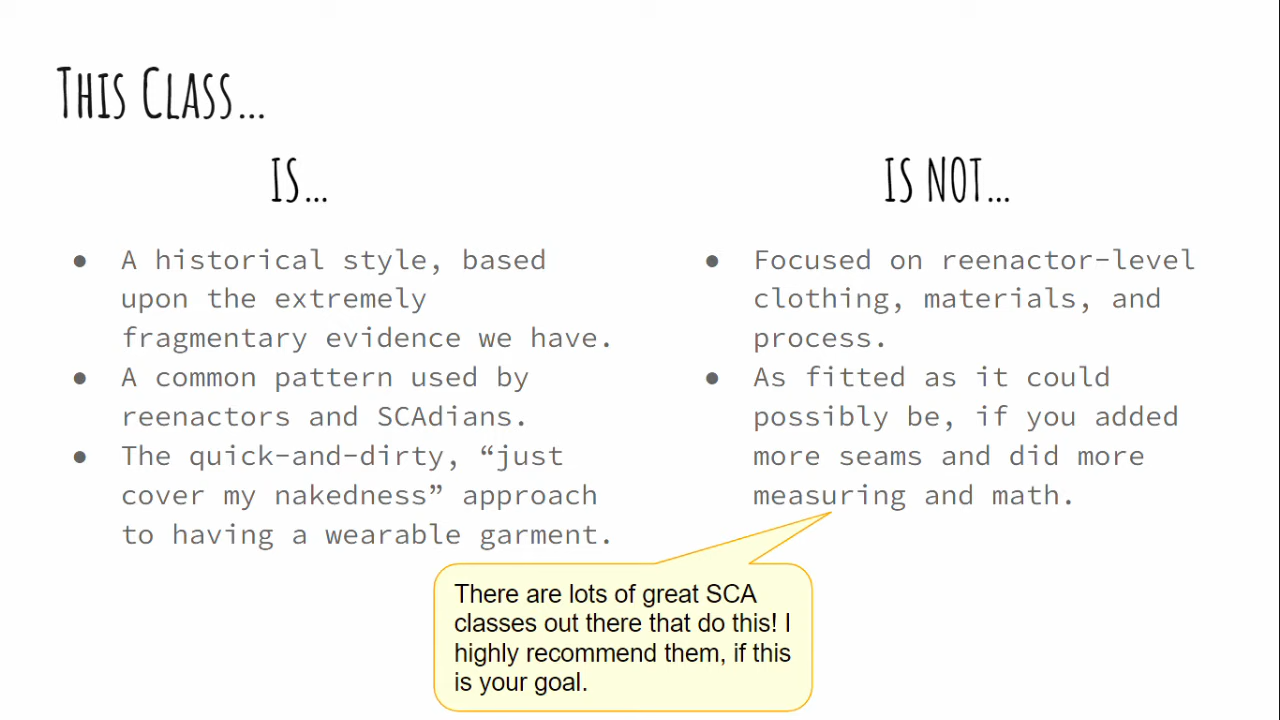 This Class…
IS…
A historical style, based
upon the extremely
fragmentary evidence we have.
A common pattern used by
reenactors and SCAdians.
The quick-and-dirty, “just
cover my nakedness” approach
to having a wearable garment.
IS NOT…
Focused on reenactor-level
clothing, materials, and
process.
As fitted as it could
possibly be, if you added
more seams and did more
measuring and math.
There are lots of great SCA
classes out there that do this! I
highly recommend them, if this
is your goal.